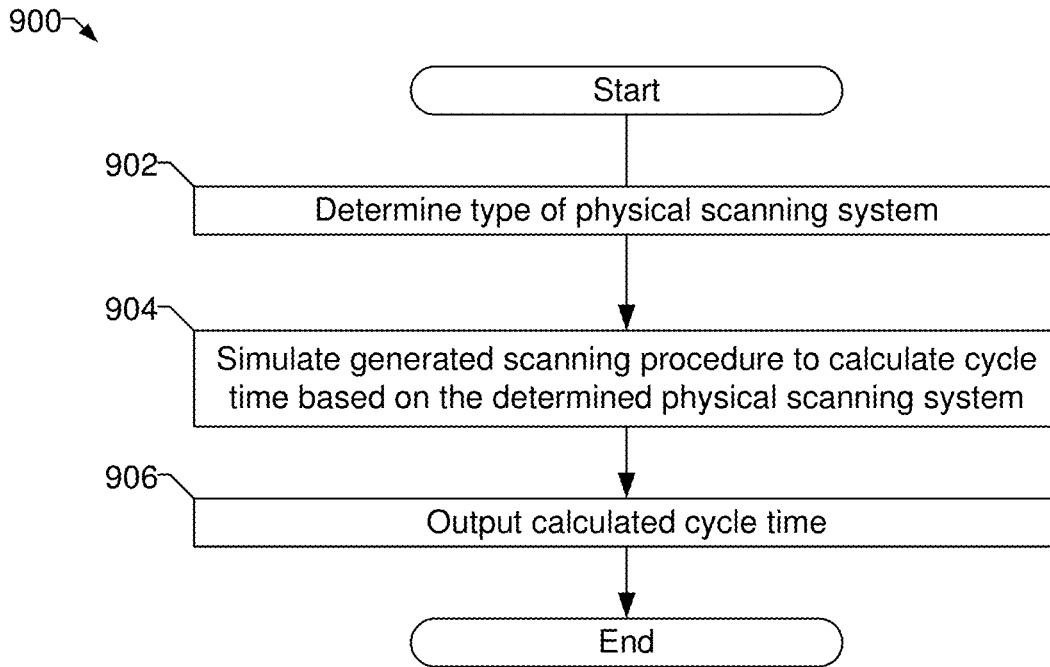 900
Start
902
Determine type of physical scanning system
904
Simulate generated scanning procedure to calculate cycle
time based on the determined physical scanning system
906
Output calculated cycle time
End